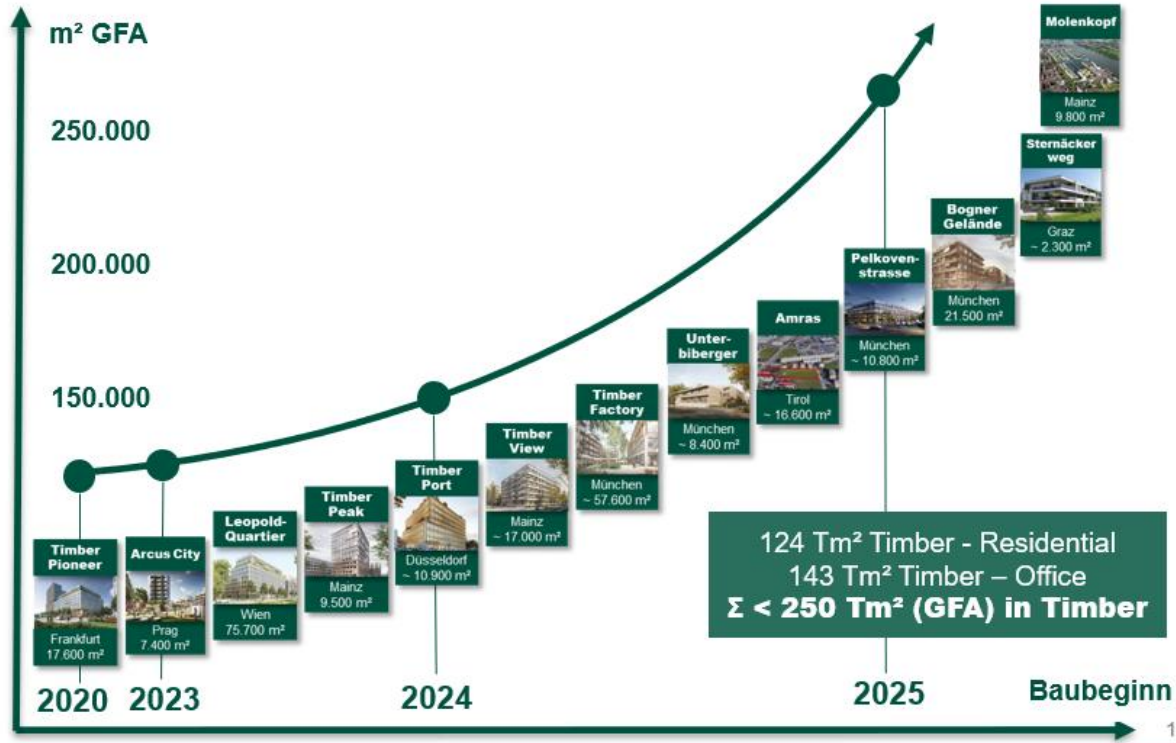 m² GFA
250.000
200.000
150.000
Timber
Pioneer
Frankfurt
17.600 m²
Arcus City
Prag
7.400 m²
Leopold-
Quartier
Wien
75.700 m²
Timber
Peak
Mainz
9.500 m²
Timber
Port
Düsseldorf
~ 10.900 m²
Timber
View
Mainz
~ 17.000 m²
Timber
Factory
München
~ 57.600 m²
Unter-
biberger
München
~ 8.400 m²
Amras
Tirol
~ 16.600 m²
Pelkoven-
strasse
München
~ 10.800 m²
Bogner
Gelände
München
21.500 m²
Sternäcker
weg
Graz
~ 2.300 m²
Molenkopf
Mainz
9.800 m²
124 Tm² Timber - Residential
143 Tm² Timber – Office
Σ < 250 Tm² (GFA) in Timber
2020
2023
2024
2025
Baubeginn
1